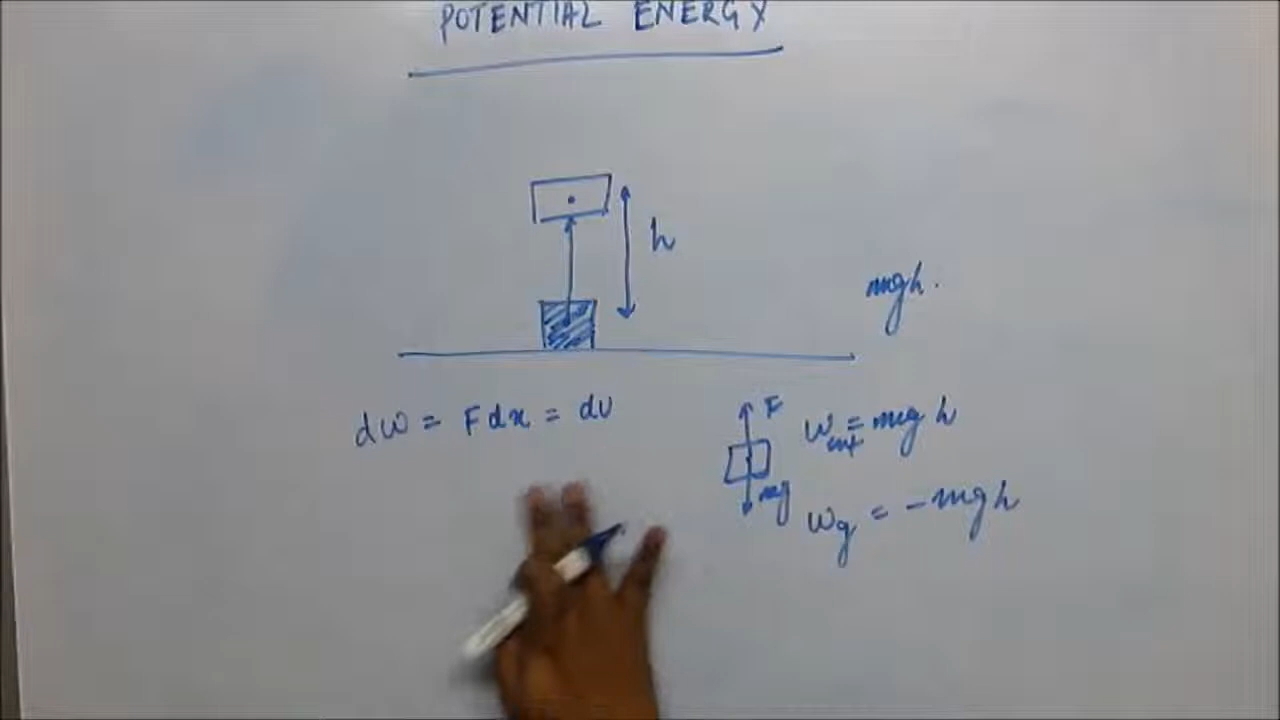 POTENTIAL ENERGY
h
mgh.
dw = Fdx = dU
F
Wext = mgh
mg
Wg = -mgh